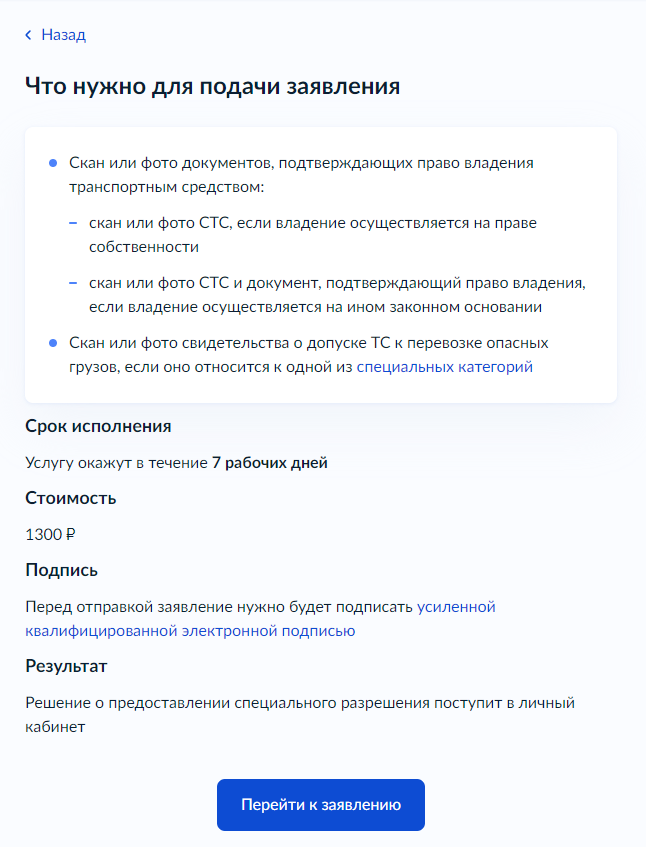 Назад
Что нужно для подачи заявления
Скан или фото документов, подтверждающих право владения
транспортным средством:
скан или фото СТС, если владение осуществляется на праве
собственности
скан или фото СТС и документ, подтверждающий право владения,
если владение осуществляется на ином законном основании
Скан или фото свидетельства о допуске ТС к перевозке опасных
грузов, если оно относится к одной из специальных категорий
Срок исполнения
Услугу окажут в течение 7 рабочих дней
Стоимость
1300 ₽
Подпись
Перед отправкой заявление нужно будет подписать усиленной
квалифицированной электронной подписью
Результат
Решение о предоставлении специального разрешения поступит в личный
кабинет
Перейти к заявлению